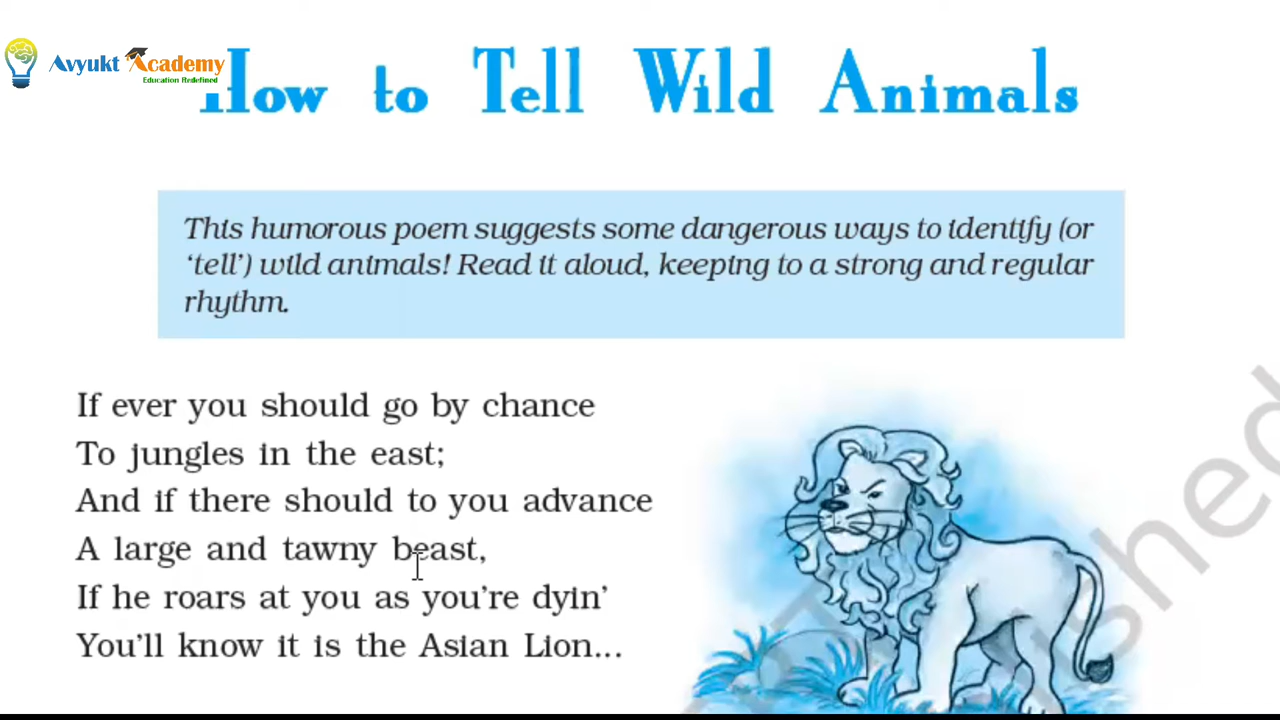 Avyukt Academy
Education Redefined
How to Tell Wild Animals
This humorous poem suggests some dangerous ways to identify (or
‘tell’) wild animals! Read it aloud, keeping to a strong and regular
rhythm.
If ever you should go by chance
To jungles in the east;
And if there should to you advance
A large and tawny beast,
If he roars at you as you’re dyin’
You’ll know it is the Asian Lion...